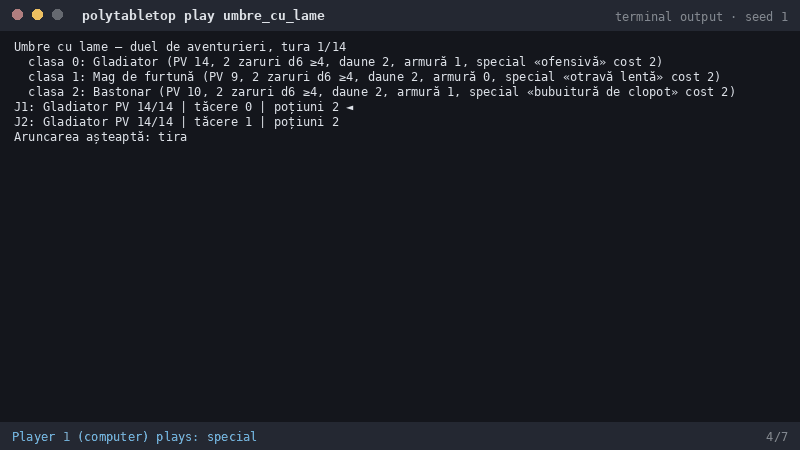 polytabletop play umbre_cu_lame
terminal output · seed 1
Umbre cu lame — duel de aventurieri, tura 1/14
clasa 0: Gladiator (PV 14, 2 zaruri d6 ≥4, daune 2, armură 1, special «ofensivă» cost 2)
clasa 1: Mag de furtună (PV 9, 2 zaruri d6 ≥4, daune 2, armură 0, special «otravă lentă» cost 2)
clasa 2: Bastonar (PV 10, 2 zaruri d6 ≥4, daune 2, armură 1, special «bubuitură de clopot» cost 2)
J1: Gladiator PV 14/14 | tăcere 0 | poțiuni 2 ◄
J2: Gladiator PV 14/14 | tăcere 1 | poțiuni 2
Aruncarea așteaptă: tira
Player 1 (computer) plays: special
4/7